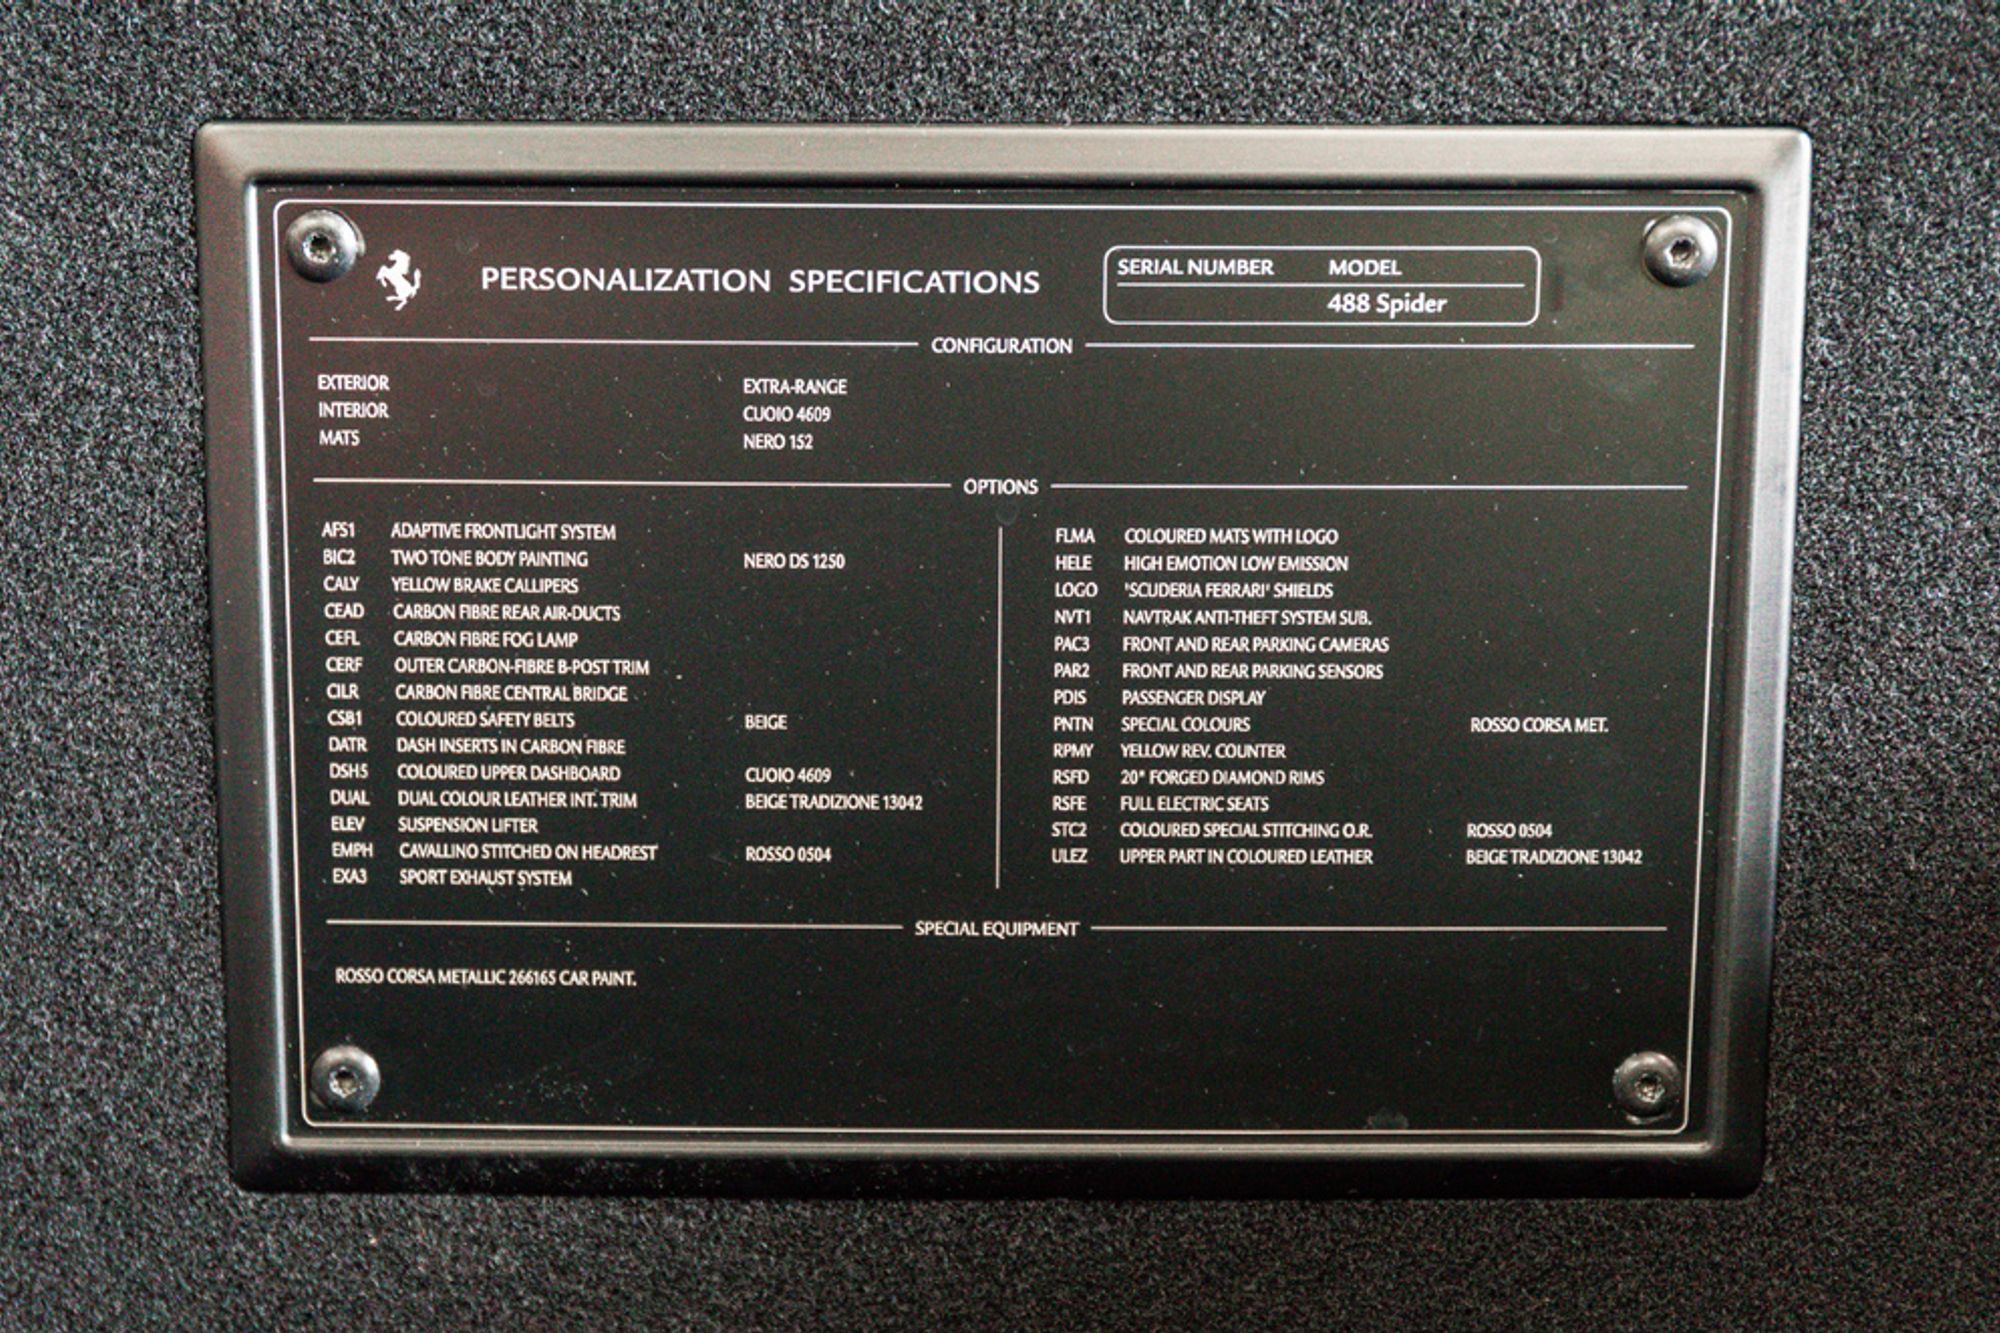 PERSONALIZATION SPECIFICATIONS
SERIAL NUMBER MODEL
488 Spider
CONFIGURATION
EXTERIOR EXTRA-RANGE
INTERIOR CUOIO 4609
MATS NERO 152
OPTIONS
AFS1 ADAPTIVE FRONTLIGHT SYSTEM
BIC2 TWO TONE BODY PAINTING NERO DS 1250
CALY YELLOW BRAKE CALLIPERS
CEAD CARBON FIBRE REAR AIR-DUCTS
CEFL CARBON FIBRE FOG LAMP
CERF OUTER CARBON-FIBRE B-POST TRIM
CILR CARBON FIBRE CENTRAL BRIDGE
CSB1 COLOURED SAFETY BELTS BEIGE
DATR DASH INSERTS IN CARBON FIBRE
DSH5 COLOURED UPPER DASHBOARD CUOIO 4609
DUAL DUAL COLOUR LEATHER INT. TRIM BEIGE TRADIZIONE 13042
ELEV SUSPENSION LIFTER
EMPH CAVALLINO STITCHED ON HEADREST ROSSO 0504
EXA3 SPORT EXHAUST SYSTEM
FLMA COLOURED MATS WITH LOGO
HELE HIGH EMOTION LOW EMISSION
LOGO "SCUDERIA FERRARI" SHIELDS
NVT1 NAVTRAK ANTI-THEFT SYSTEM SUB.
PAC3 FRONT AND REAR PARKING CAMERAS
PAR2 FRONT AND REAR PARKING SENSORS
PDIS PASSENGER DISPLAY
PNTN SPECIAL COLOURS ROSSO CORSA MET.
RPMY YELLOW REV. COUNTER
RSFD 20" FORGED DIAMOND RIMS
RSFE FULL ELECTRIC SEATS
STC2 COLOURED SPECIAL STITCHING O.R. ROSSO 0504
ULEZ UPPER PART IN COLOURED LEATHER BEIGE TRADIZIONE 13042
SPECIAL EQUIPMENT
ROSSO CORSA METALLIC 266165 CAR PAINT.